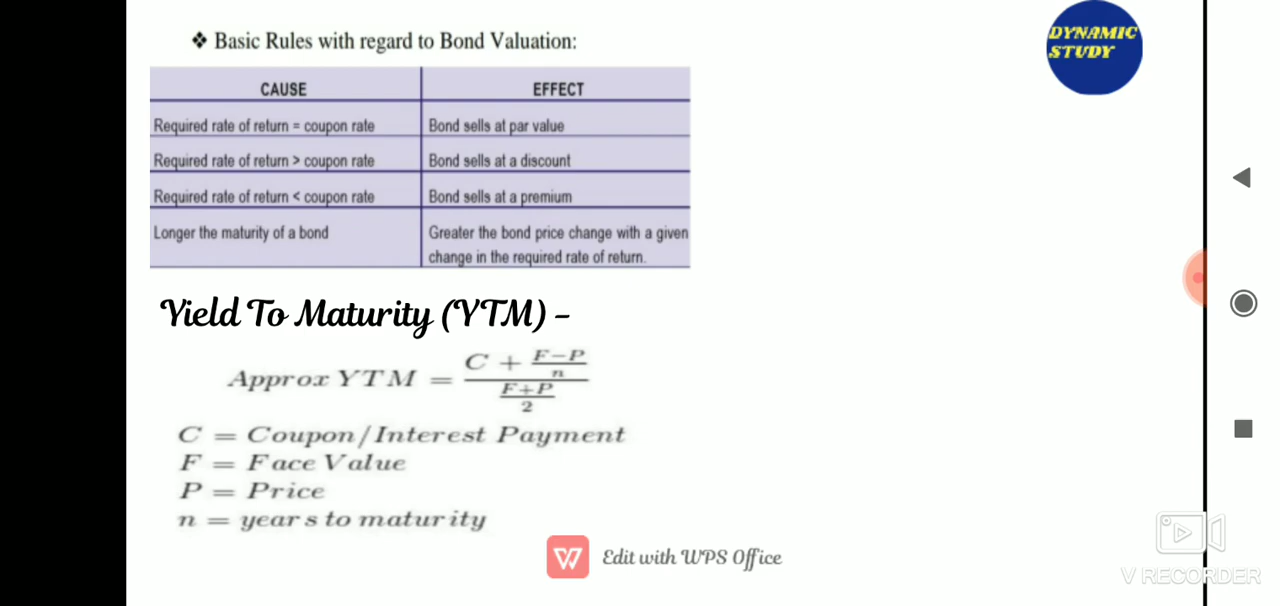 ❖ Basic Rules with regard to Bond Valuation:
DYNAMIC
STUDY
CAUSE EFFECT
Required rate of return = coupon rate Bond sells at par value
Required rate of return > coupon rate Bond sells at a discount
Required rate of return < coupon rate Bond sells at a premium
Longer the maturity of a bond Greater the bond price change with a given
change in the required rate of return.
Yield To Maturity (YTM) –
Approx YTM = \frac{C + \frac{F-P}{n}}{\frac{F+P}{2}}
C = Coupon/Interest Payment
F = Face Value
P = Price
n = years to maturity
Edit with WPS Office
V RECORDER